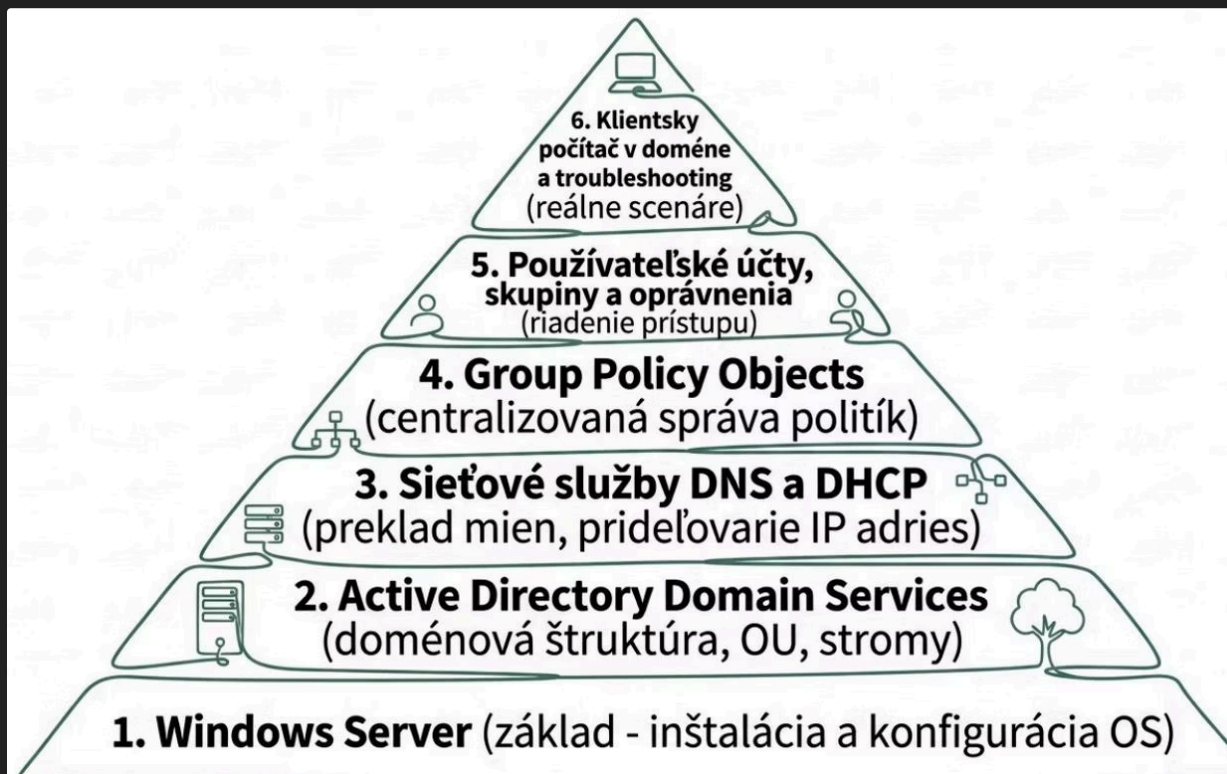 6. Klientsky
počítač v doméne
a troubleshooting
(reálne scenáre)
5. Používateľské účty,
skupiny a oprávnenia
(riadenie prístupu)
4. Group Policy Objects
(centralizovaná správa politík)
3. Sieťové služby DNS a DHCP
(preklad mien, prideľovarie IP adries)
2. Active Directory Domain Services
(doménová štruktúra, OU, stromy)
1. Windows Server (základ - inštalácia a konfigurácia OS)